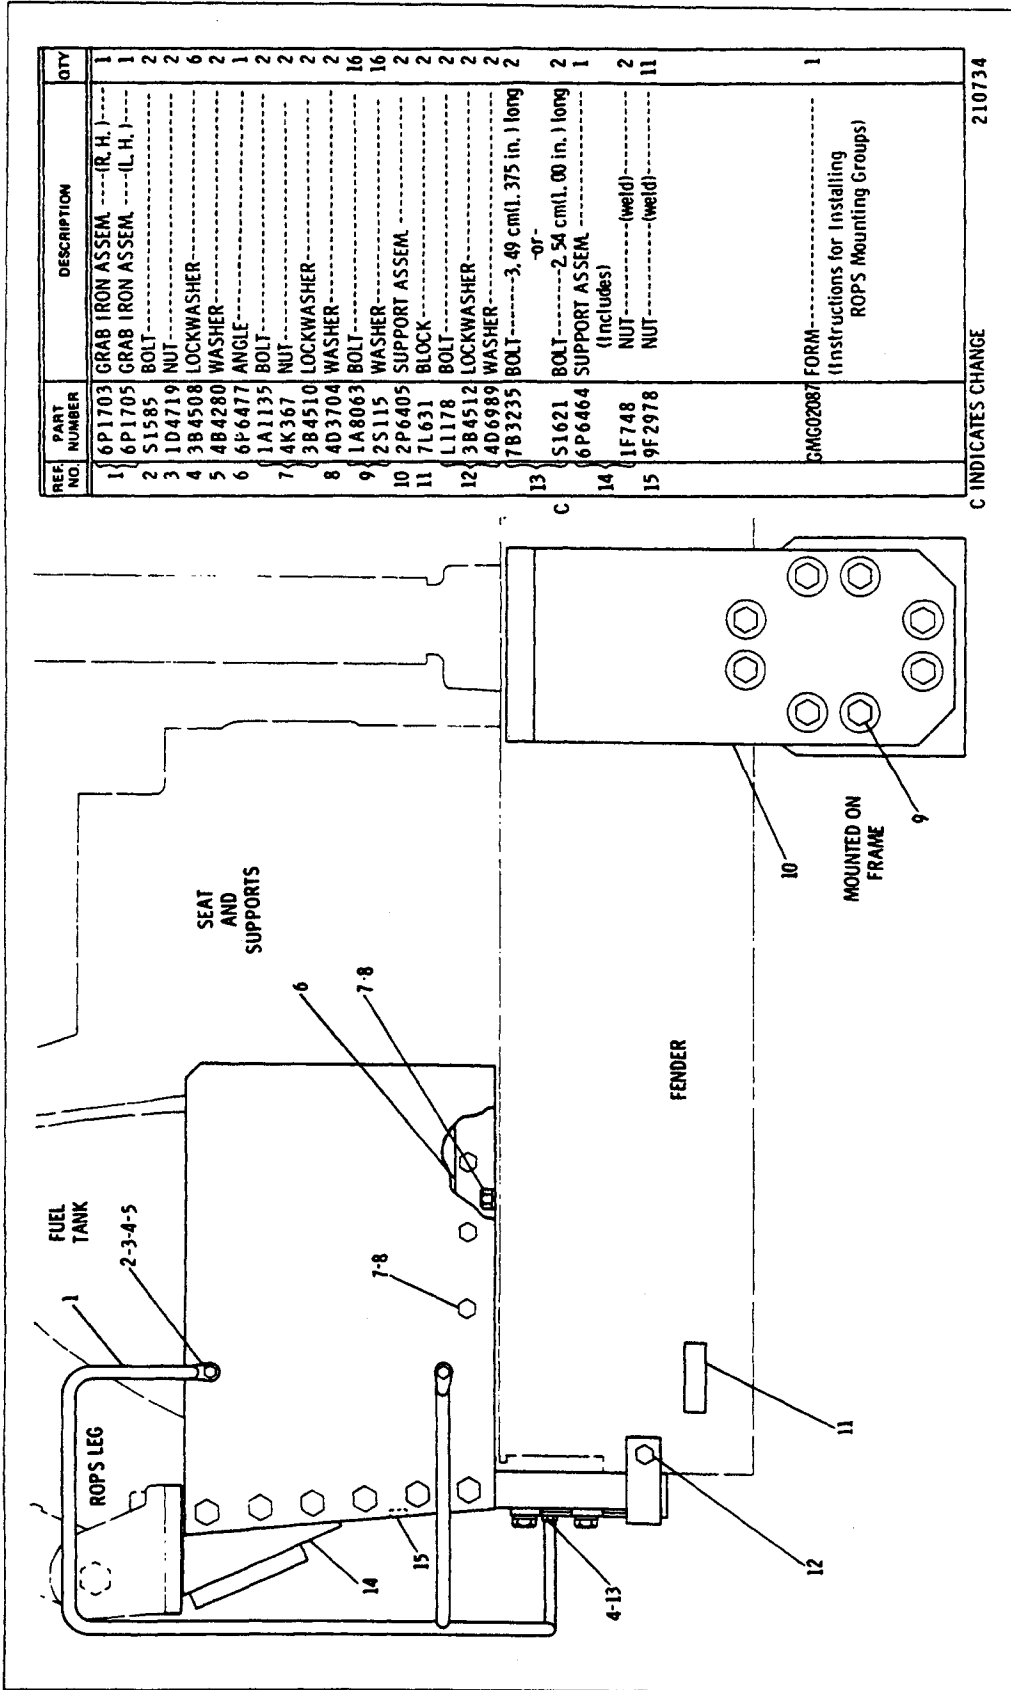 REF. NO. PART NUMBER DESCRIPTION QTY
1 6P1703 GRAB IRON ASSEM. ----(R. H. )---- 1
6P1705 GRAB IRON ASSEM. ----(L. H. )---- 1
2 S1585 BOLT---------------- 2
3 1D4719 NUT---------------- 2
4 3B4508 LOCKWASHER---------------- 6
5 4B4280 WASHER---------------- 2
6 6P6477 ANGLE---------------- 1
7 1A1135 BOLT---------------- 2
4K367 NUT---------------- 2
3B4510 LOCKWASHER---------------- 2
8 4D3704 WASHER---------------- 2
9 1A8063 BOLT---------------- 16
2S115 WASHER---------------- 16
10 2P6405 SUPPORT ASSEM. ---------------- 2
11 7L631 BLOCK---------------- 2
12 L1178 BOLT---------------- 2
3B4512 LOCKWASHER---------------- 2
4D6989 WASHER---------------- 2
13 7B3235 BOLT-------3.49 cm(1.375 in. ) long 2
-or-
S1621 BOLT-------2.54 cm(1.00 in. ) long 2
C 14 6P6464 SUPPORT ASSEM. ---------------- 1
(Includes)
1F748 NUT--------(weld)-------- 2
15 9F2978 NUT--------(weld)-------- 11
GMG02087 FORM---------------- 1
(Instructions for Installing
ROPS Mounting Groups)
C INDICATES CHANGE
210734
ROPS LEG
1
FUEL
TANK
2-3-4-5
SEAT
AND
SUPPORTS
6
7-8
7-8
14
15
4-13
12
11
FENDER
10
MOUNTED ON
FRAME
9